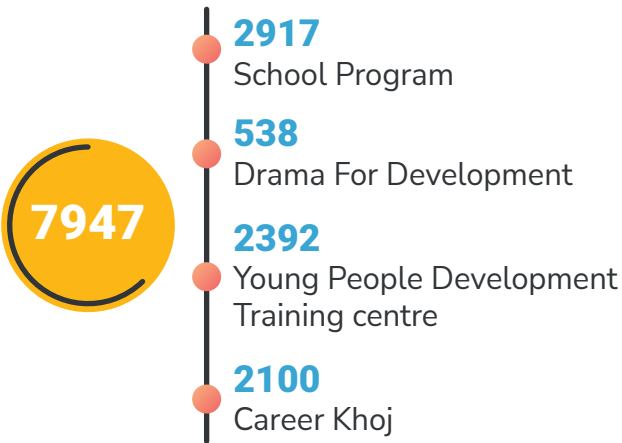 7947
2917
School Program
538
Drama For Development
2392
Young People Development
Training centre
2100
Career Khoj